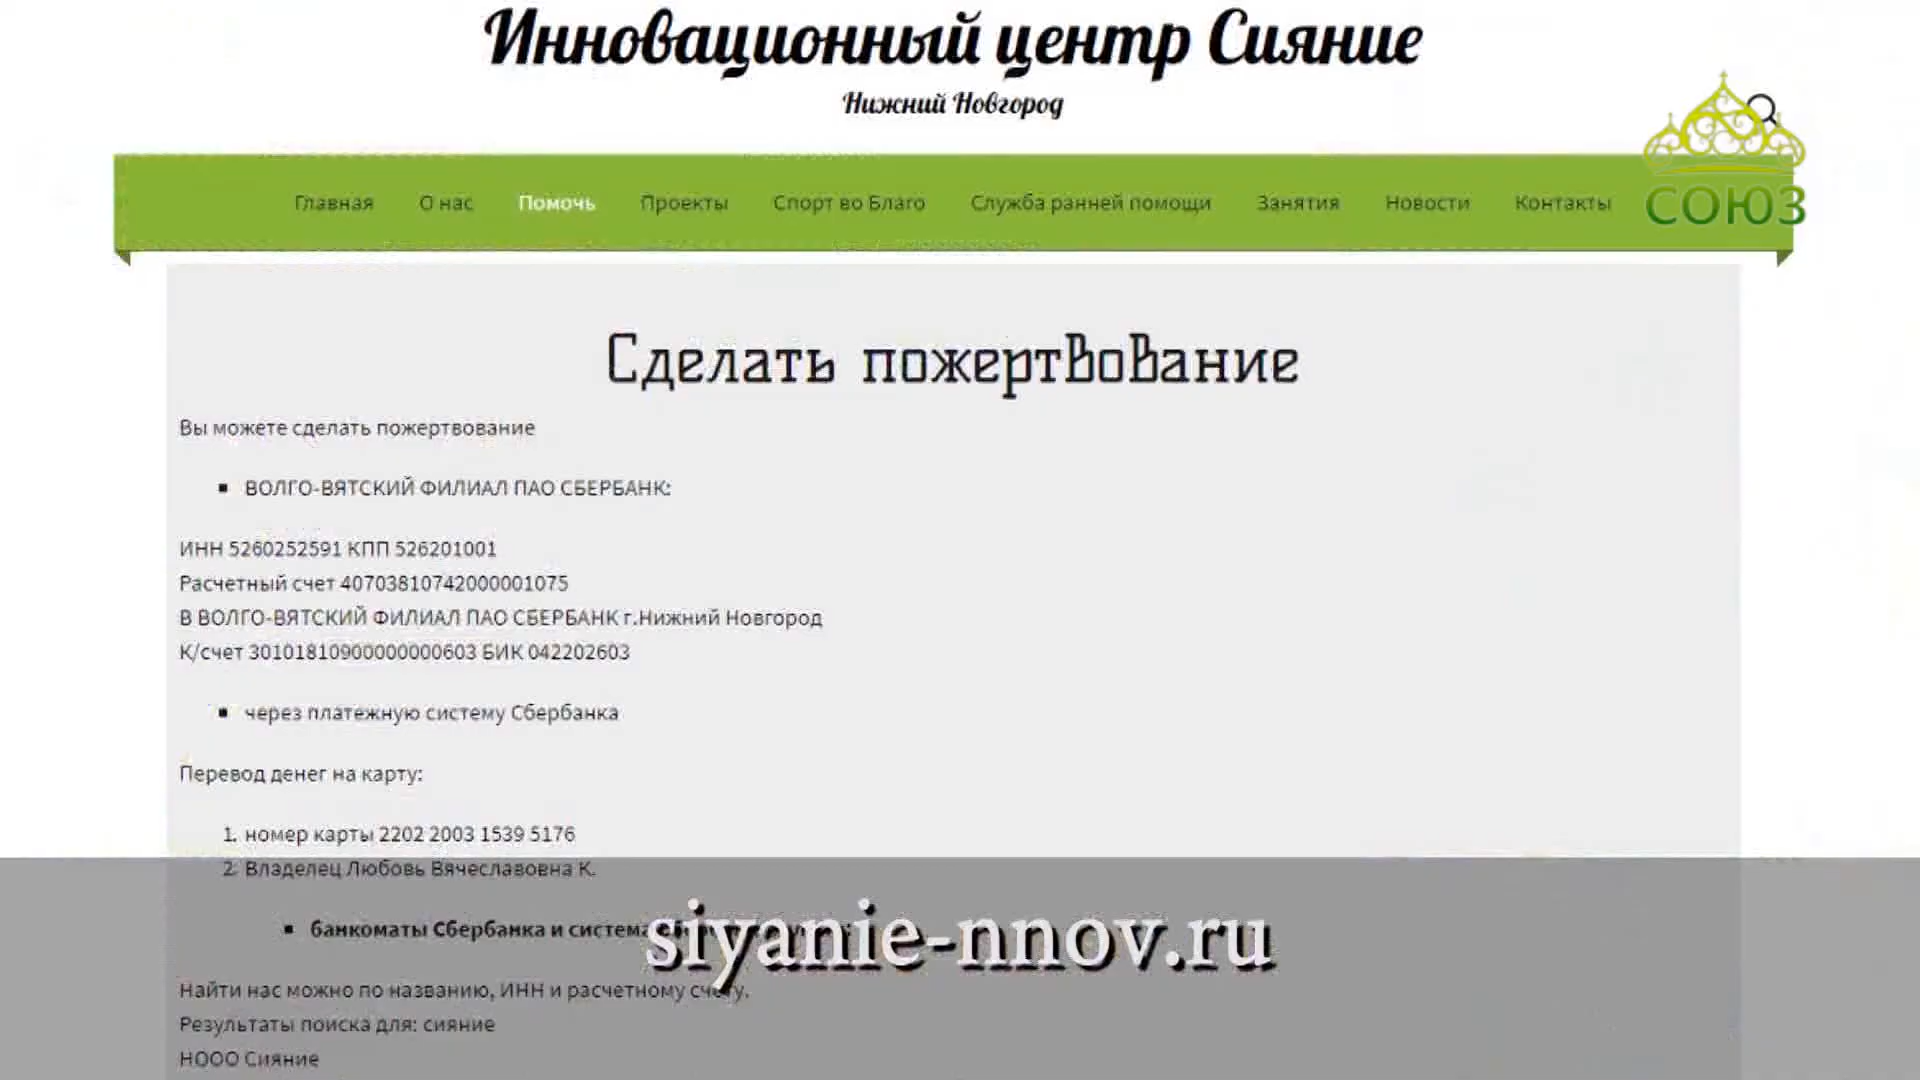 Инновационный центр Сияние
Нижний Новгород
СОЮЗ
Главная О нас Помочь Проекты Спорт во Благо Служба ранней помощи Занятия Новости Контакты
Сделать пожертвование
Вы можете сделать пожертвование
▪ ВОЛГО-ВЯТСКИЙ ФИЛИАЛ ПАО СБЕРБАНК:
ИНН 5260252591 КПП 526201001
Расчетный счет 40703810742000001075
В ВОЛГО-ВЯТСКИЙ ФИЛИАЛ ПАО СБЕРБАНК г.Нижний Новгород
К/счет 30101810900000000603 БИК 042202603
▪ через платежную систему Сбербанка
Перевод денег на карту:
1. номер карты 2202 2003 1539 5176
2. Владелец Любовь Вячеславовна К.
▪ банкоматы Сбербанка и система
siyanie-nnov.ru
Найти нас можно по названию, ИНН и расчетному счету.
Результаты поиска для: сияние
НООО Сияние